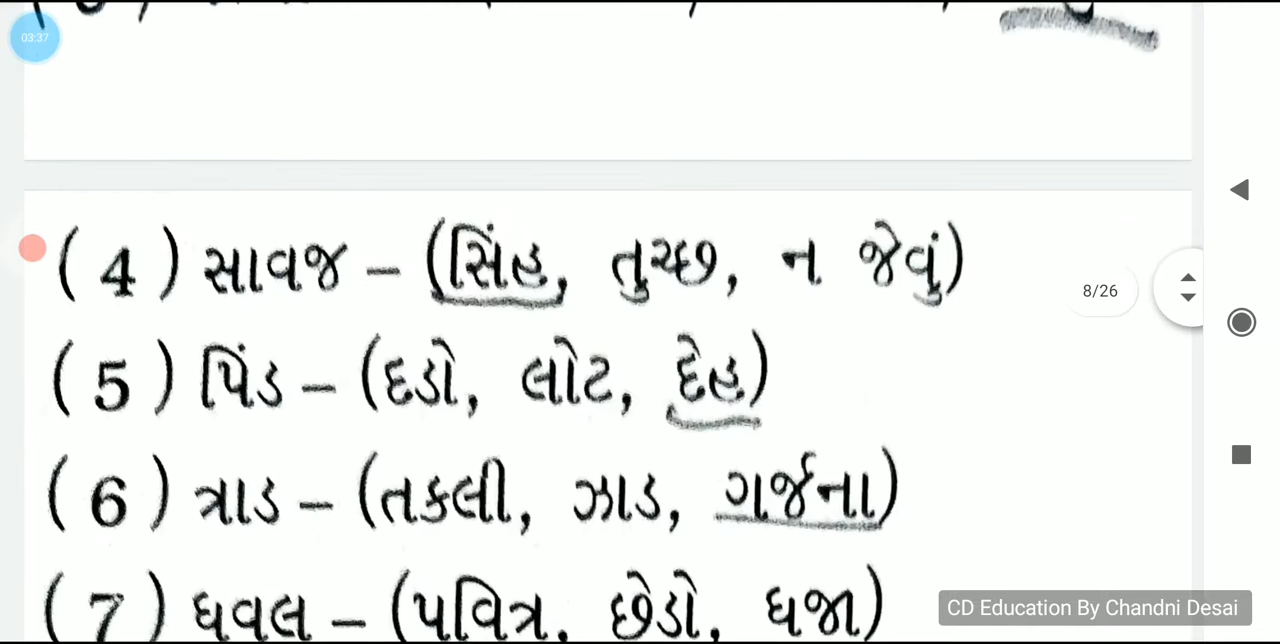 03:37
(4) સાવજ – (સિંહ, તુચ્છ, ન જેવું)
8/26
(5) પિંડ – (દડો, લોટ, દેહ)
(6) ત્રાડ – (તકલી, ઝાડ, ગર્જના)
(7) ધવલ – (પવિત્ર, છેડો, ધજા)
CD Education By Chandni Desai